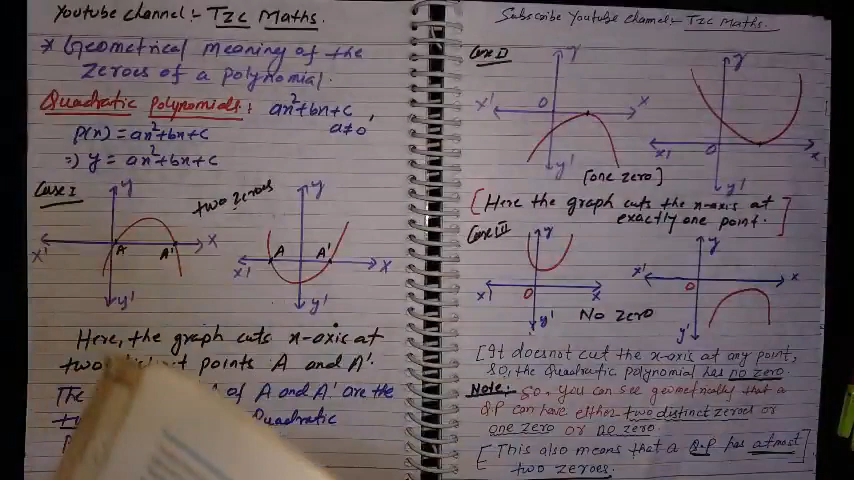 Youtube channel:- Tzc Maths.
* Geometrical meaning of the
zeroes of a polynomial.
Quadratic polynomials: ax²+bx+c,
a≠0
p(x) = ax²+bx+c
=) y = ax²+bx+c
Case I
two zeroes
Y
Y
X'
A
A'
X
X'
A
A'
X
Y'
Y'
Here, the graph cuts x-axis at
two points A and A'.
The of A and A' are the
Quadratic
Subscribe Youtube channel:- Tzc Maths.
Case II
Y
Y
X'
O
X
X'
O
X
Y'
Y'
[one zero]
[Here the graph cuts the x-axis at
exactly one point.]
Case III
Y
Y
X'
O
X
X'
O
X
Y'
Y'
No zero
[It doesnot cut the x-axis at any point,
so, the Quadratic polynomial has no zero.
Note:- So, you can see geometrically that a
Q.P can have either two distinct zeroes or
one zero or no zero.
[This also means that a Q.P has atmost]
two zeroes.